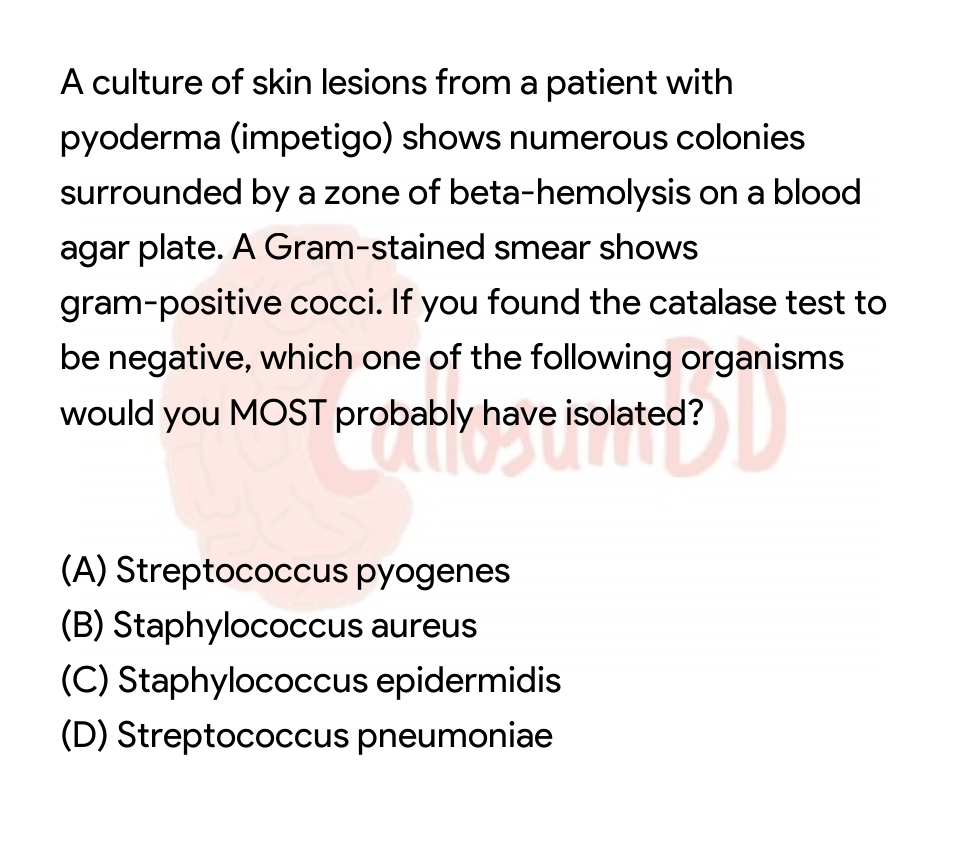 A culture of skin lesions from a patient with
pyoderma (impetigo) shows numerous colonies
surrounded by a zone of beta-hemolysis on a blood
agar plate. A Gram-stained smear shows
gram-positive cocci. If you found the catalase test to
be negative, which one of the following organisms
would you MOST probably have isolated?
CallosumBD
(A) Streptococcus pyogenes
(B) Staphylococcus aureus
(C) Staphylococcus epidermidis
(D) Streptococcus pneumoniae